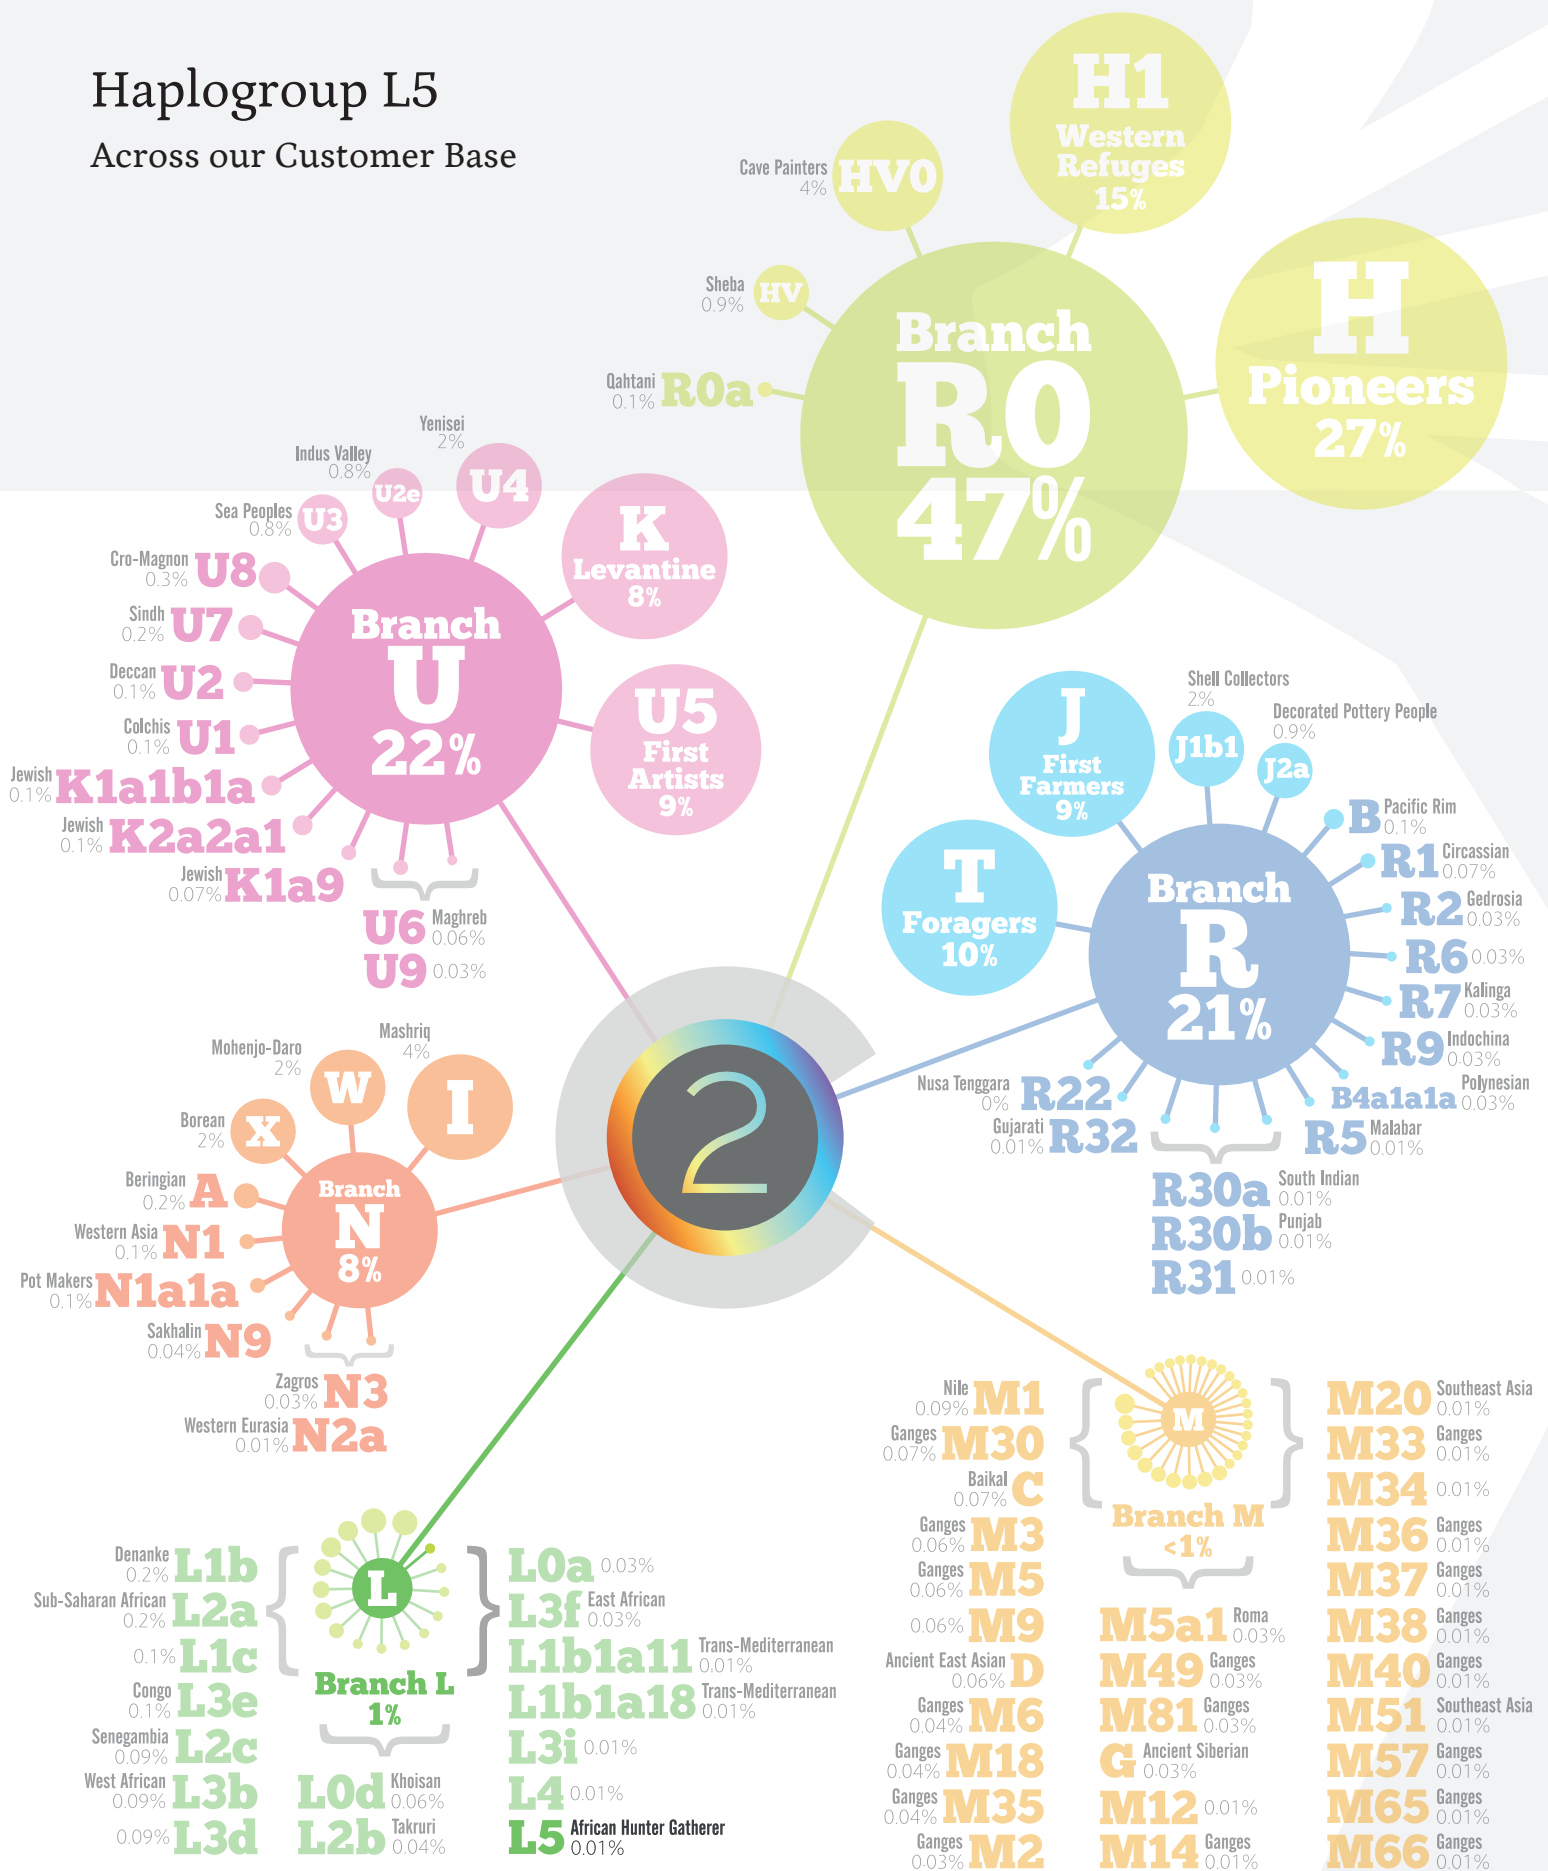 Haplogroup L5
Across our Customer Base
H1
Western
Refuges
15%
Cave Painters
4%
HV0
Sheba
0.9%
HV
Qahtani
0.1%
R0a
Branch
R0
47%
H
Pioneers
27%
Yenisei
2%
U4
Indus Valley
0.8%
U2e
Sea Peoples
0.8%
U3
Cro-Magnon
0.3%
U8
Sindh
0.2%
U7
Deccan
0.1%
U2
Colchis
0.1%
U1
Jewish
0.1%
K1a1b1a
Jewish
0.1%
K2a2a1
Jewish
0.07%
K1a9
U6
Maghreb
0.06%
U9
0.03%
Branch
U
22%
K
Levantine
8%
U5
First
Artists
9%
J
First
Farmers
9%
Shell Collectors
2%
J1b1
Decorated Pottery People
0.9%
J2a
T
Foragers
10%
Branch
R
21%
B
Pacific Rim
0.1%
R1
Circassian
0.07%
R2
Gedrosia
0.03%
R6
0.03%
R7
Kalinga
0.03%
R9
Indochina
0.03%
B4a1a1a
Polynesian
0.03%
R5
Malabar
0.01%
Nusa Tenggara
0%
R22
Gujarati
0.01%
R32
R30a
South Indian
0.01%
R30b
Punjab
0.01%
R31
0.01%
2
Mashriq
4%
I
Mohenjo-Daro
2%
W
Borean
2%
X
Beringian
0.2%
A
Western Asia
0.1%
N1
Pot Makers
0.1%
N1a1a
Sakhalin
0.04%
N9
Zagros
0.03%
N3
Western Eurasia
0.01%
N2a
Branch
N
8%
L
Branch L
1%
Denanke
0.2%
L1b
Sub-Saharan African
0.2%
L2a
0.1%
L1c
Congo
0.1%
L3e
Senegambia
0.09%
L2c
West African
0.09%
L3b
0.09%
L3d
L0d
Khoisan
0.06%
L2b
Takruri
0.04%
L0a
0.03%
L3f
East African
0.03%
L1b1a11
Trans-Mediterranean
0.01%
L1b1a18
Trans-Mediterranean
0.01%
L3i
0.01%
L4
0.01%
L5
African Hunter Gatherer
0.01%
M
Branch M
<1%
Nile
0.09%
M1
Ganges
0.07%
M30
Baikal
0.07%
C
Ganges
0.06%
M3
Ganges
0.06%
M5
0.06%
M9
Ancient East Asian
0.06%
D
Ganges
0.04%
M6
Ganges
0.04%
M18
Ganges
0.04%
M35
Ganges
0.03%
M2
M5a1
Roma
0.03%
M49
Ganges
0.03%
M81
Ganges
0.03%
G
Ancient Siberian
0.03%
M12
0.01%
M14
Ganges
0.01%
M20
Southeast Asia
0.01%
M33
Ganges
0.01%
M34
0.01%
M36
Ganges
0.01%
M37
Ganges
0.01%
M38
Ganges
0.01%
M40
Ganges
0.01%
M51
Southeast Asia
0.01%
M57
Ganges
0.01%
M65
Ganges
0.01%
M66
Ganges
0.01%